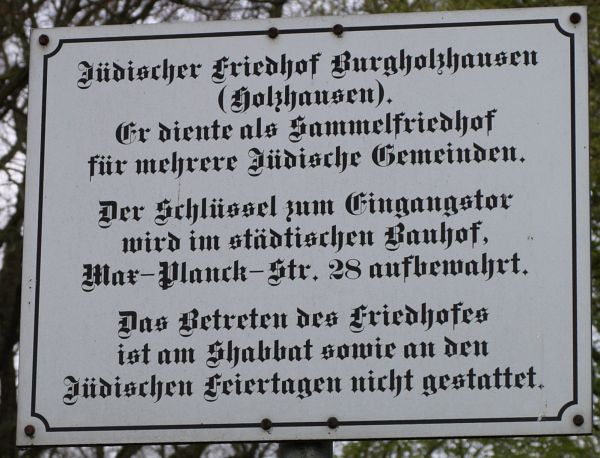 Jüdischer Friedhof Burgholzhausen
(Holzhausen).
Er diente als Sammelfriedhof
für mehrere Jüdische Gemeinden.
Der Schlüssel zum Eingangstor
wird im städtischen Bauhof,
Max-Planck-Str. 28 aufbewahrt.
Das Betreten des Friedhofes
ist am Shabbat sowie an den
Jüdischen Feiertagen nicht gestattet.